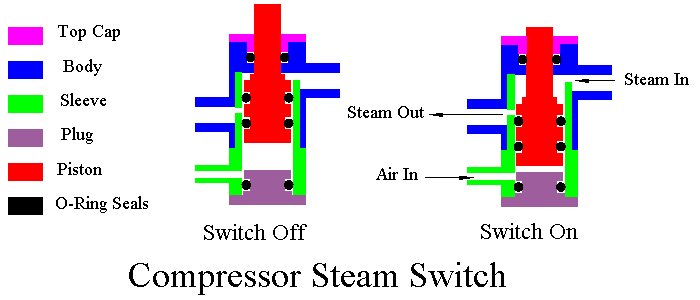 Top Cap
Body
Sleeve
Plug
Piston
O-Ring Seals
Switch Off
Steam In
Steam Out
Air In
Switch On
Compressor Steam Switch